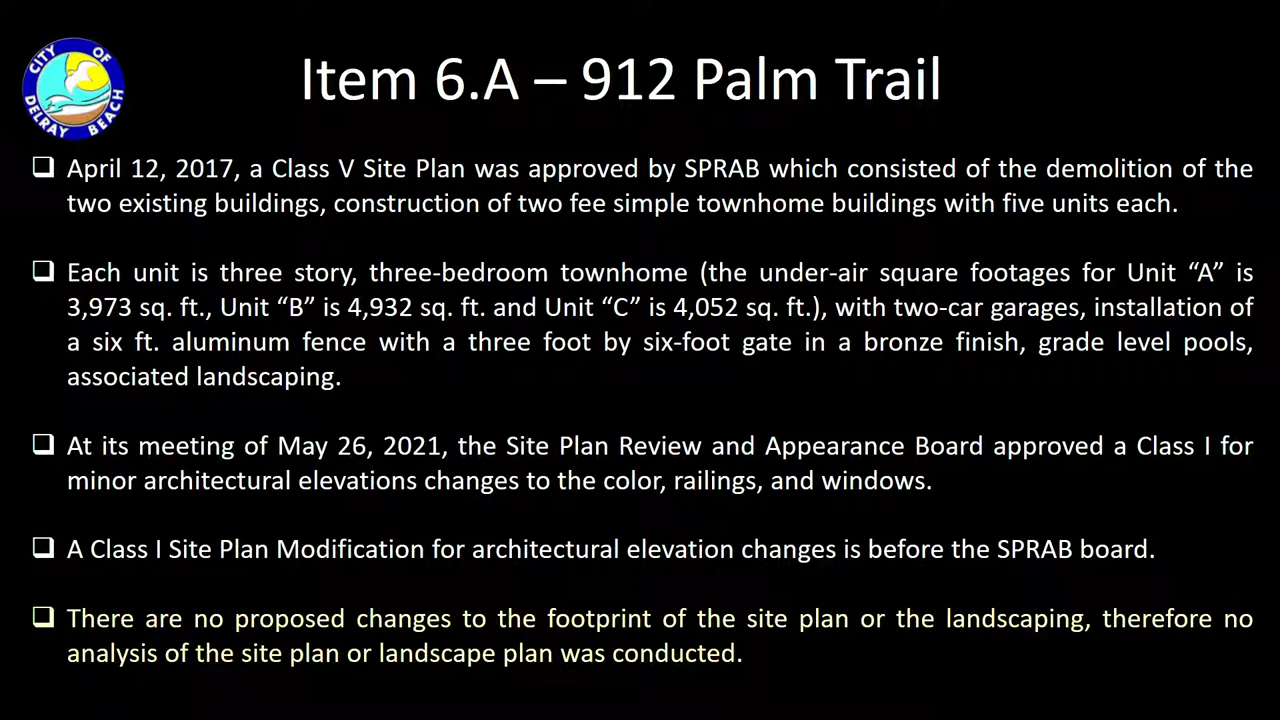 CITY OF
DELRAY BEACH
Item 6.A – 912 Palm Trail
April 12, 2017, a Class V Site Plan was approved by SPRAB which consisted of the demolition of the
two existing buildings, construction of two fee simple townhome buildings with five units each.
Each unit is three story, three-bedroom townhome (the under-air square footages for Unit “A” is
3,973 sq. ft., Unit “B” is 4,932 sq. ft. and Unit “C” is 4,052 sq. ft.), with two-car garages, installation of
a six ft. aluminum fence with a three foot by six-foot gate in a bronze finish, grade level pools,
associated landscaping.
At its meeting of May 26, 2021, the Site Plan Review and Appearance Board approved a Class I for
minor architectural elevations changes to the color, railings, and windows.
A Class I Site Plan Modification for architectural elevation changes is before the SPRAB board.
There are no proposed changes to the footprint of the site plan or the landscaping, therefore no
analysis of the site plan or landscape plan was conducted.